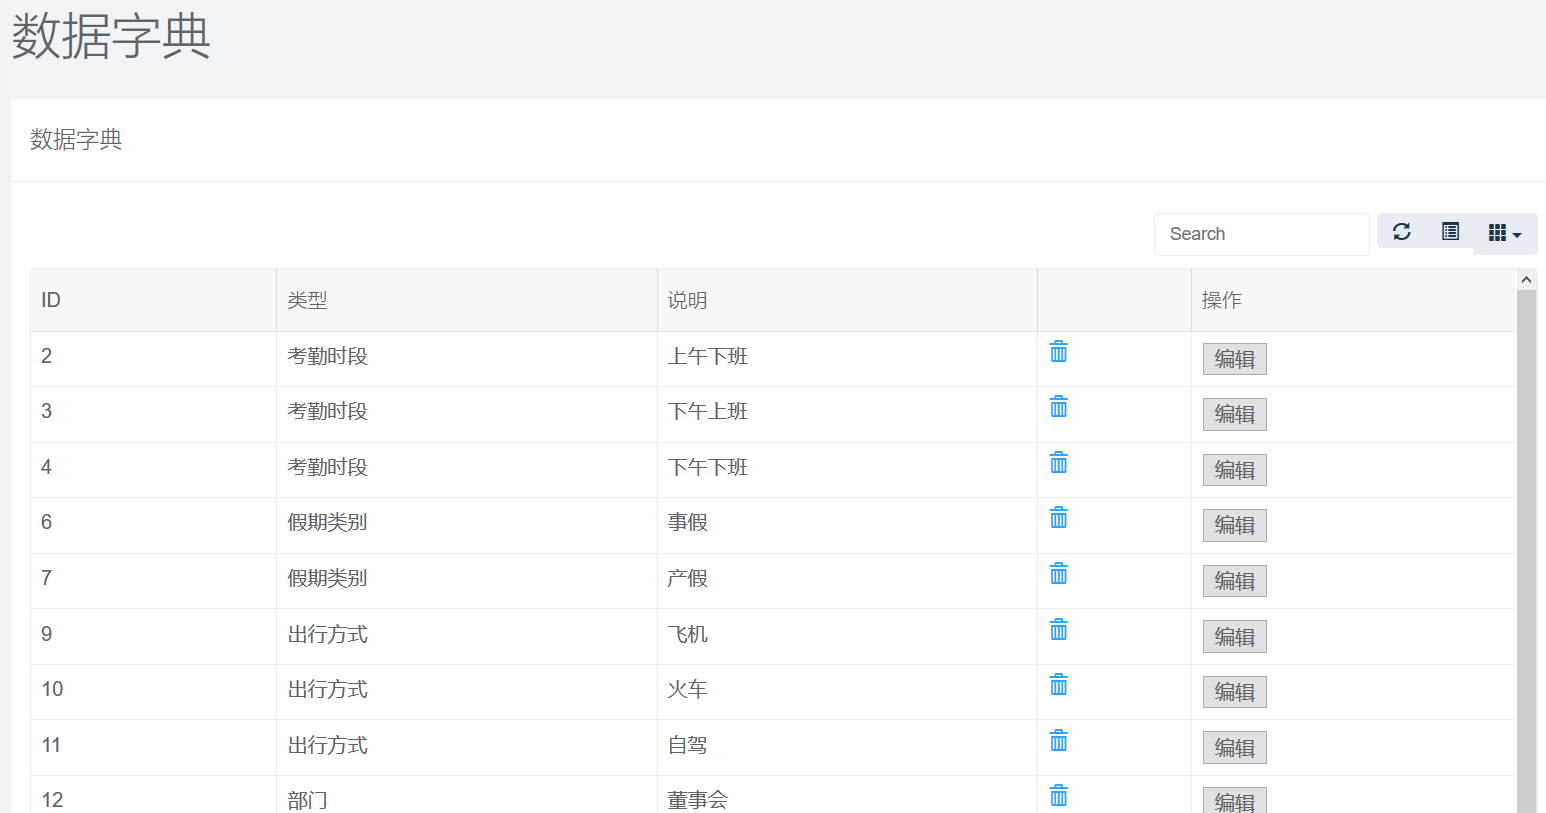 数据字典
数据字典
Search
ID 类型 说明 操作
2 考勤时段 上午下班 编辑
3 考勤时段 下午上班 编辑
4 考勤时段 下午下班 编辑
6 假期类别 事假 编辑
7 假期类别 产假 编辑
9 出行方式 飞机 编辑
10 出行方式 火车 编辑
11 出行方式 自驾 编辑
12 部门 董事会 编辑